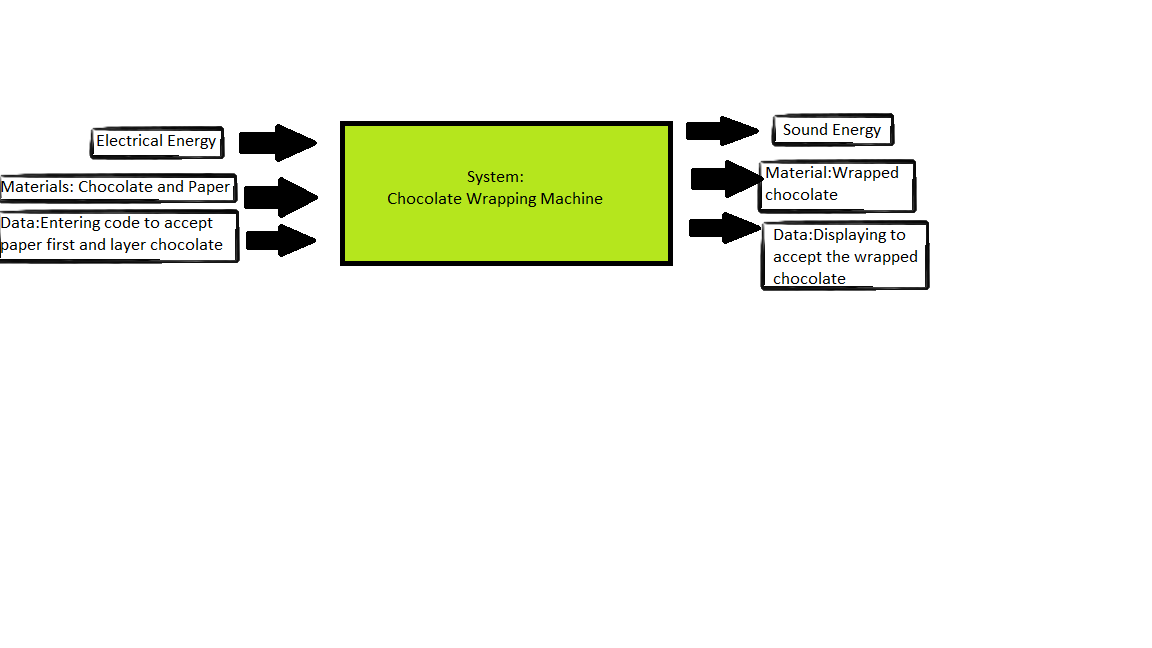 Electrical Energy
Materials: Chocolate and Paper
Data:Entering code to accept
paper first and layer chocolate
System:
Chocolate Wrapping Machine
Sound Energy
Material:Wrapped
chocolate
Data:Displaying to
accept the wrapped
chocolate